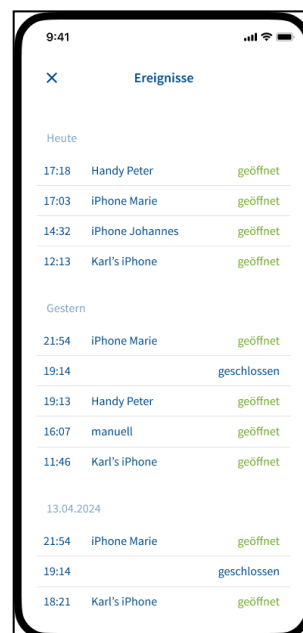 9:41
Ereignisse
Heute
17:18 Handy Peter geöffnet
17:03 iPhone Marie geöffnet
14:32 iPhone Johannes geöffnet
12:13 Karl's iPhone geöffnet
Gestern
21:54 iPhone Marie geöffnet
19:14 geschlossen
19:13 Handy Peter geöffnet
16:07 manuell geöffnet
11:46 Karl's iPhone geöffnet
13.04.2024
21:54 iPhone Marie geöffnet
19:14 geschlossen
18:21 Karl's iPhone geöffnet